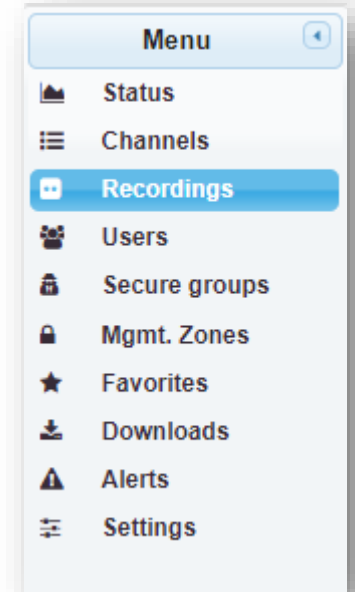 Menu
Status
Channels
Recordings
Users
Secure groups
Mgmt. Zones
Favorites
Downloads
Alerts
Settings